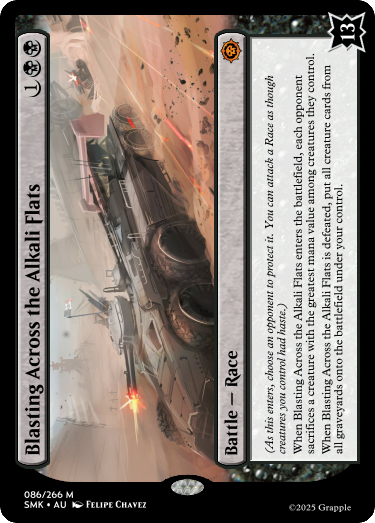 Blasting Across the Alkali Flats
Battle — Race
13
(As this enters, choose an opponent to protect it. You can attack a Race as though
creatures you control had haste.)
When Blasting Across the Alkali Flats enters the battlefield, each opponent
sacrifices a creature with the greatest mana value among creatures they control.
When Blasting Across the Alkali Flats is defeated, put all creature cards from
all graveyards onto the battlefield under your control.
086/266 M
SMK • AU Felipe Chavez
©2025 Grapple